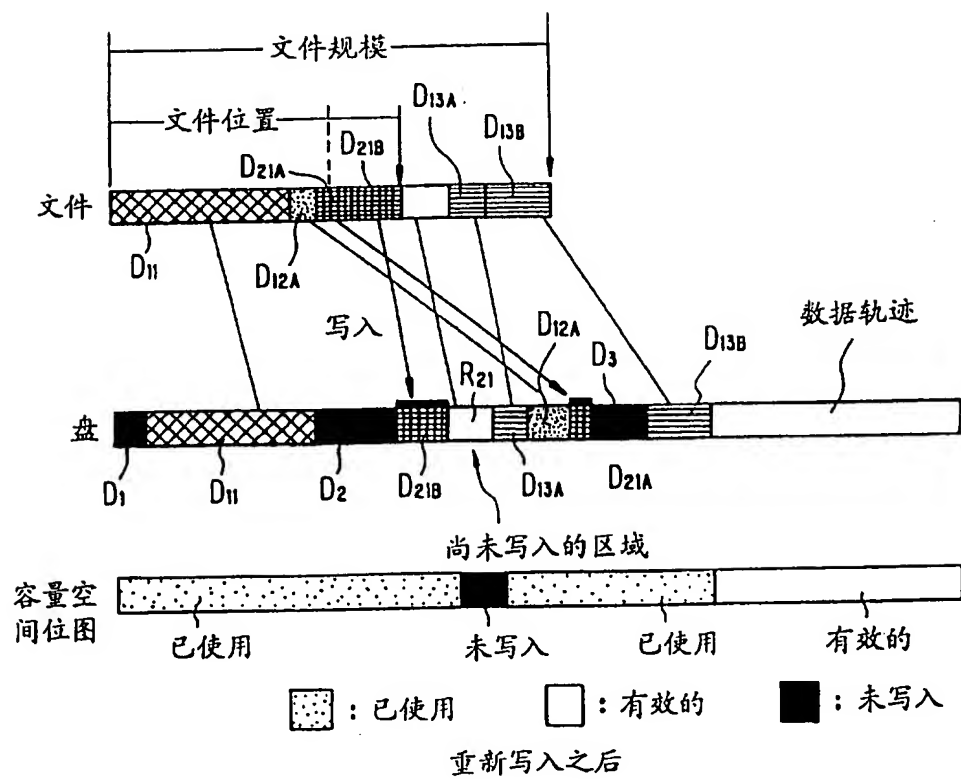 文件规模
D13A
D13B
文件位置
D21B
D21A
文件
D11
D12A
写入
D12A
D3
D13B
数据轨迹
R21
盘
D1
D11
D2
D21B
D13A
D21A
尚未写入的区域
容量空
间位图
已使用
未写入
已使用
有效的
：已使用
：有效的
：未写入
重新写入之后